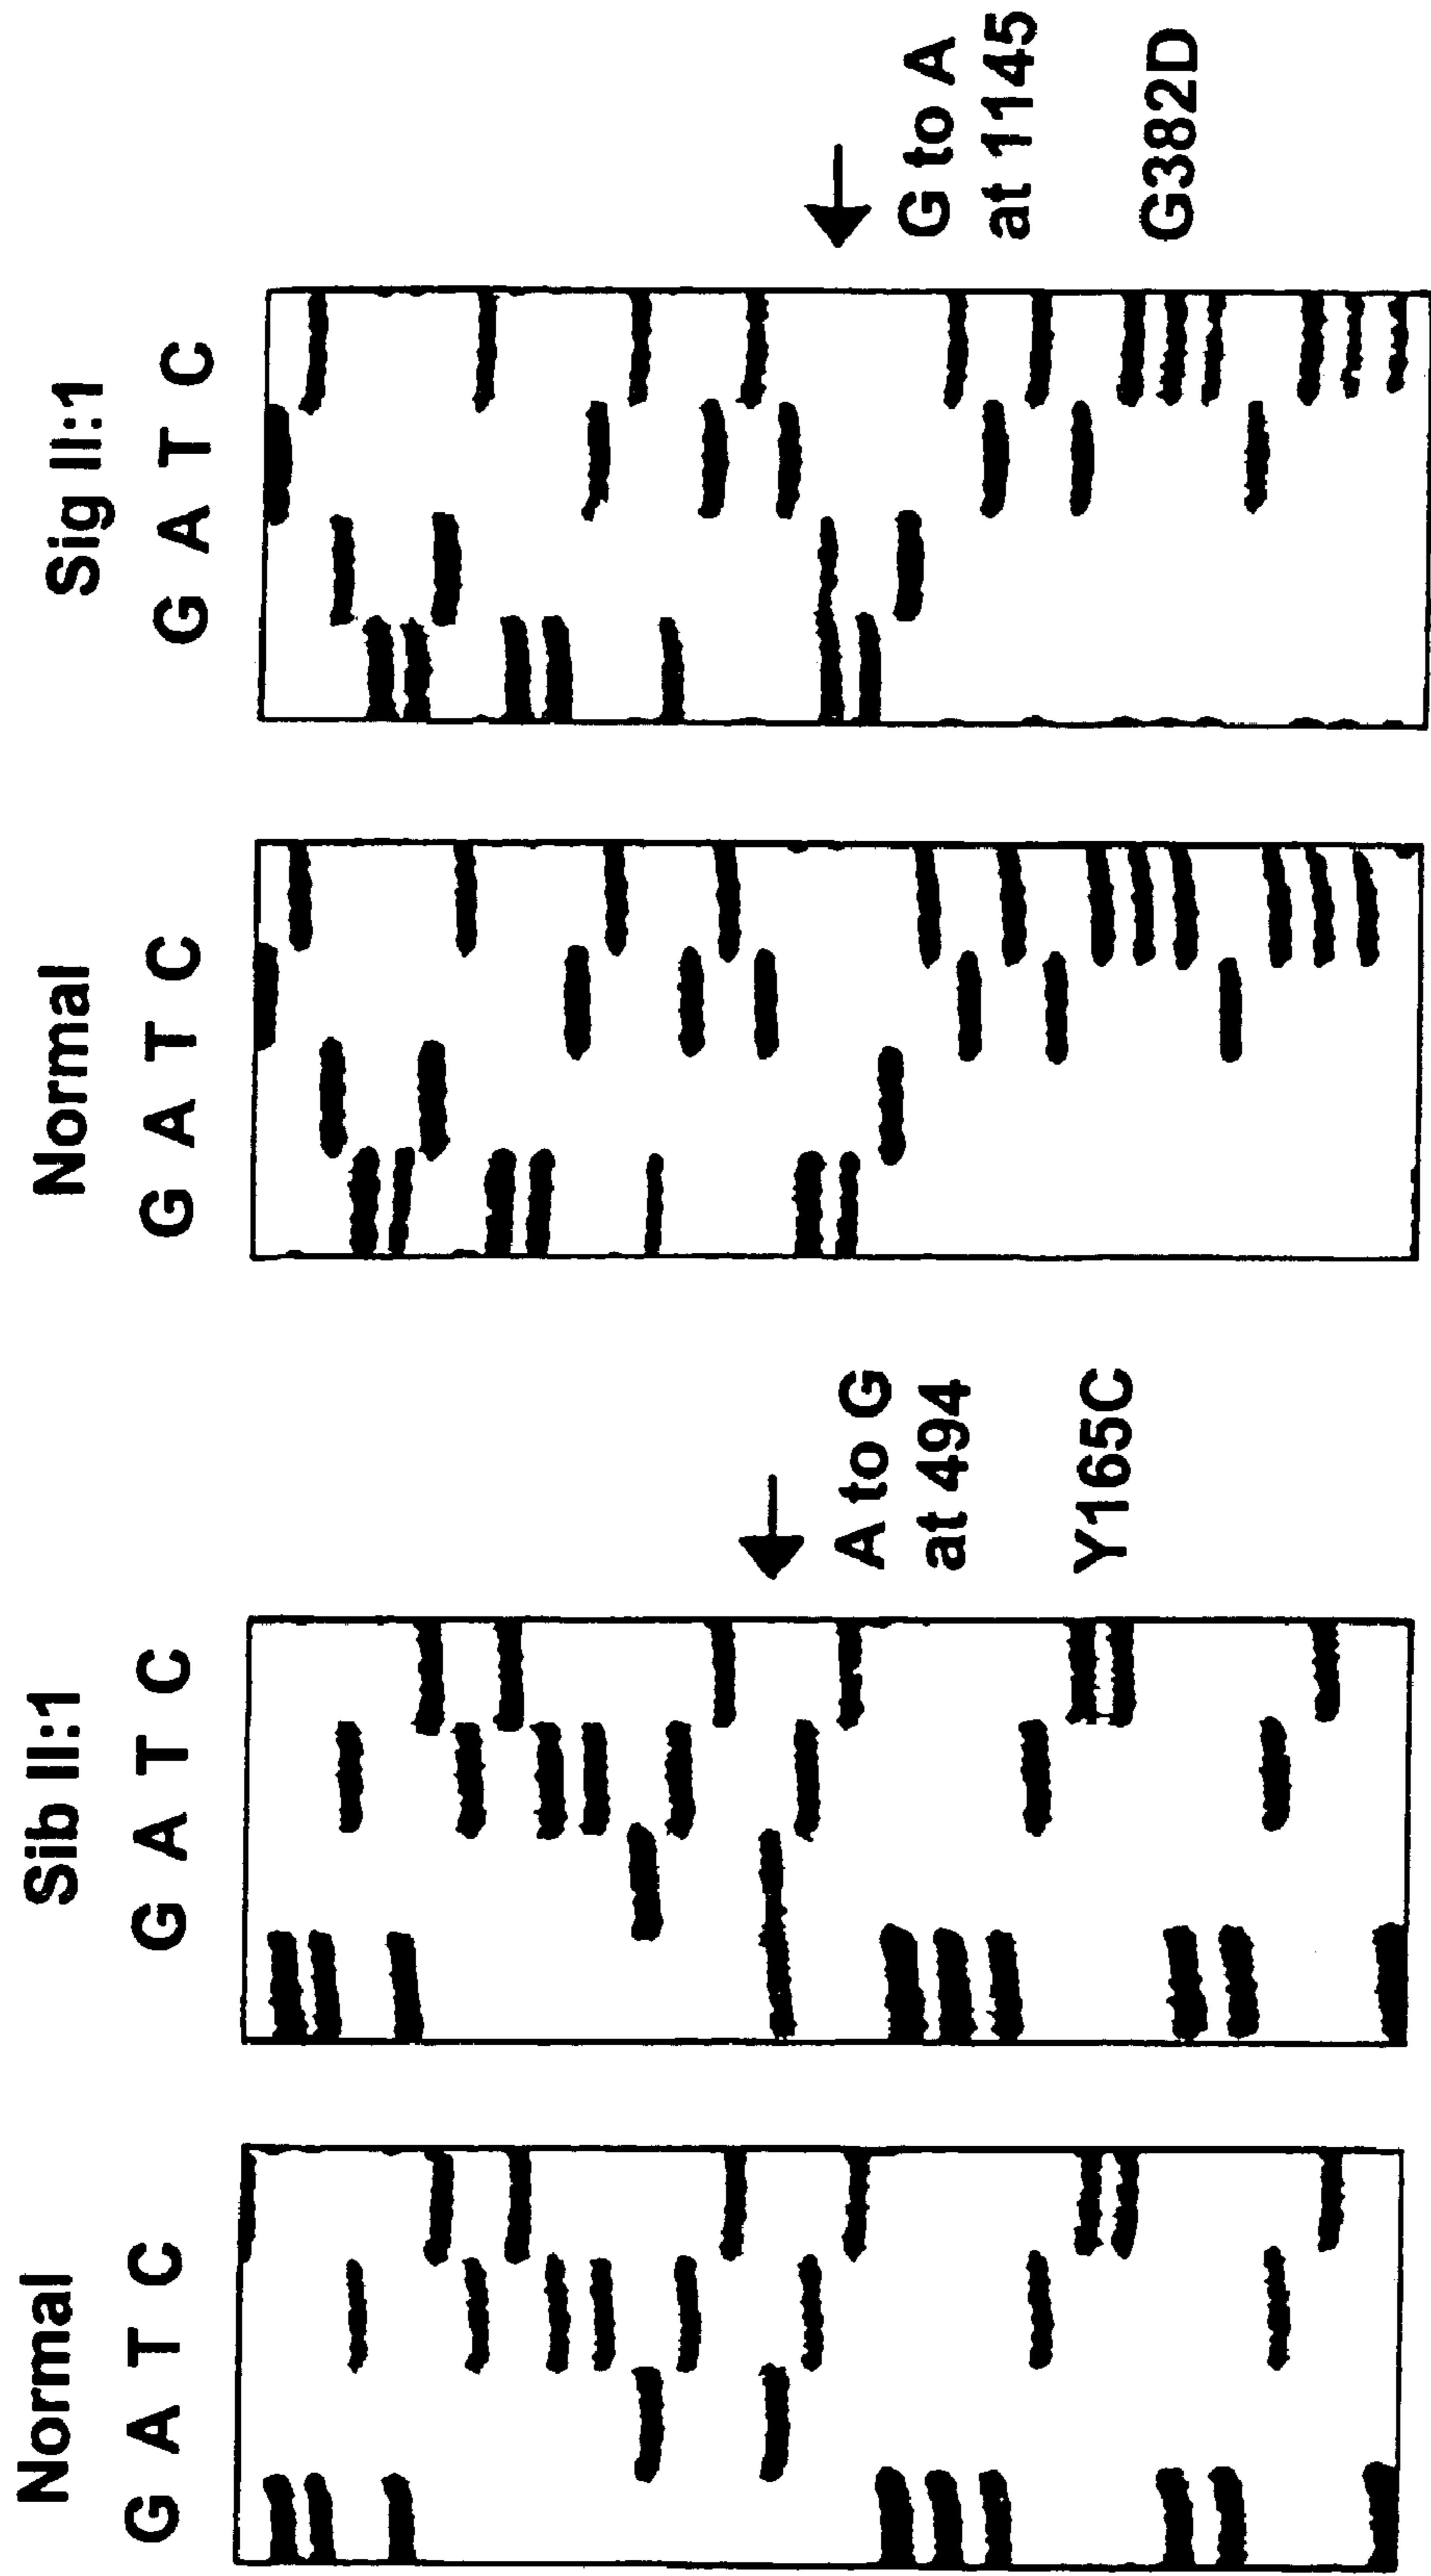 Normal
G A T C
Sib II:1
G A T C
A to G
at 494
Y165C
Normal
G A T C
Sig II:1
G A T C
G to A
at 1145
G382D